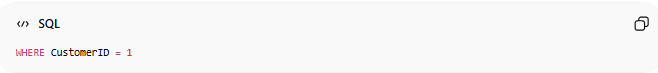 SQL
WHERE CustomerID = 1